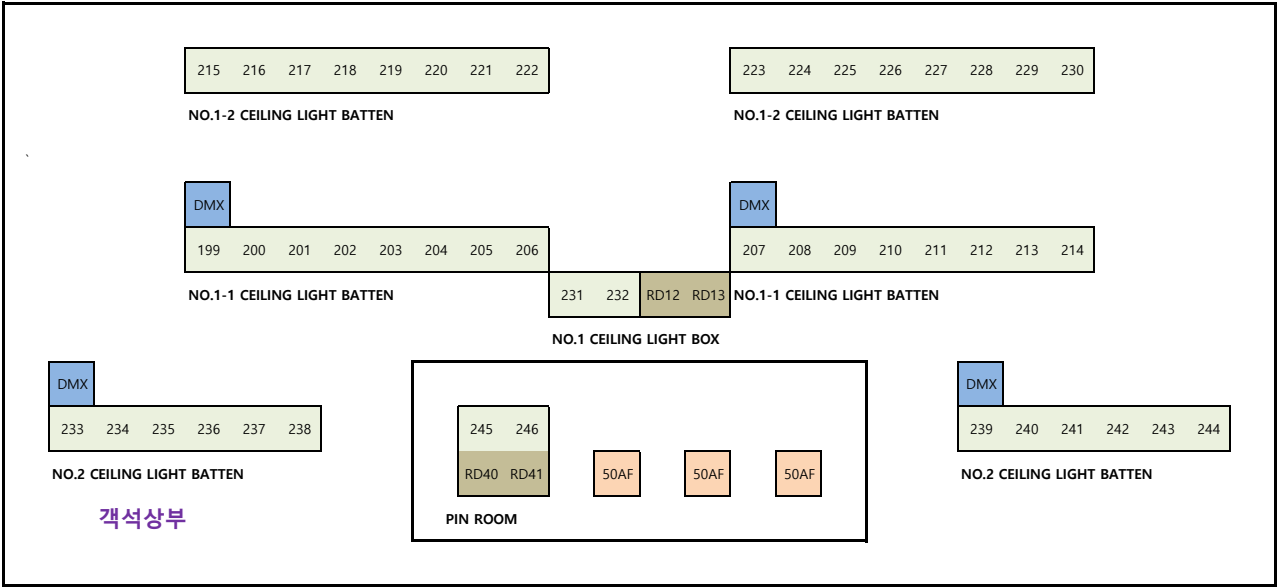 215 216 217 218 219 220 221 222
223 224 225 226 227 228 229 230
NO.1-2 CEILING LIGHT BATTEN
NO.1-2 CEILING LIGHT BATTEN
`
DMX
DMX
199 200 201 202 203 204 205 206
207 208 209 210 211 212 213 214
NO.1-1 CEILING LIGHT BATTEN
231 232 RD12 RD13
NO.1-1 CEILING LIGHT BATTEN
NO.1 CEILING LIGHT BOX
DMX
DMX
233 234 235 236 237 238
245 246
239 240 241 242 243 244
NO.2 CEILING LIGHT BATTEN
RD40 RD41
50AF
50AF
50AF
NO.2 CEILING LIGHT BATTEN
객석상부
PIN ROOM